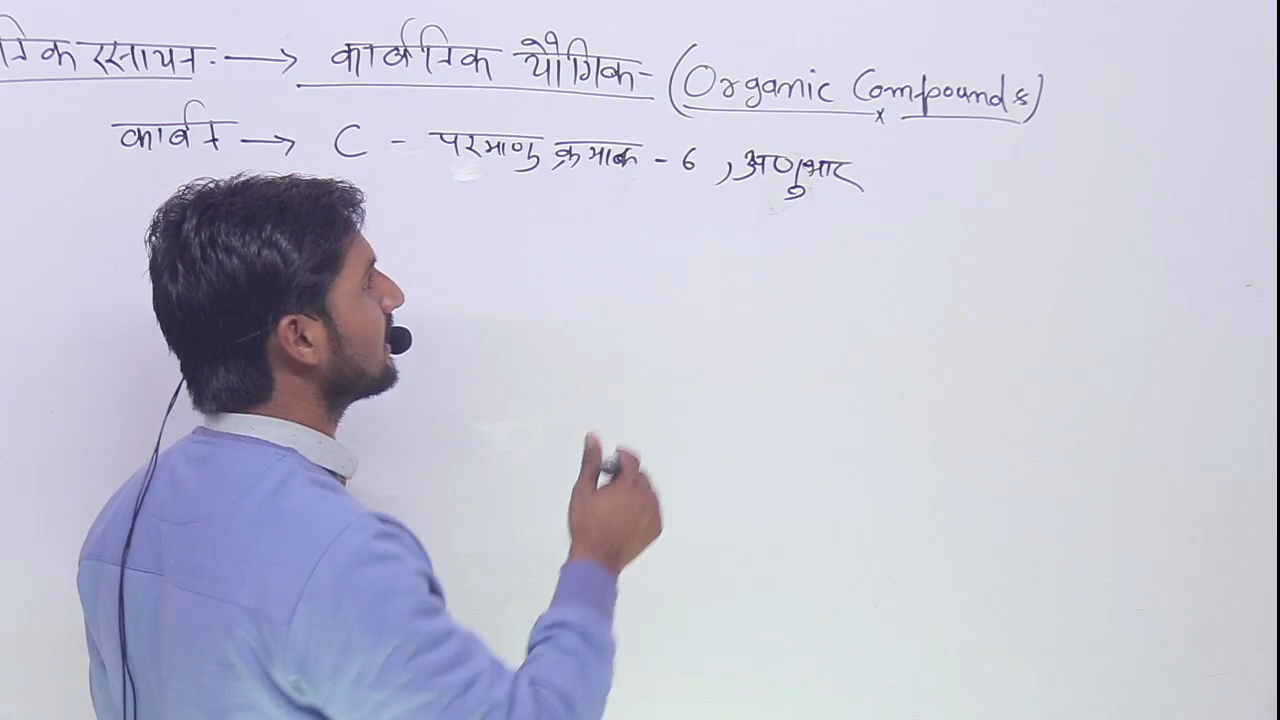 रसायन. → कार्बनिक यौगिक - (Organic Compounds)
कार्बन → C - परमाणु क्रमांक - 6 , अणुभार